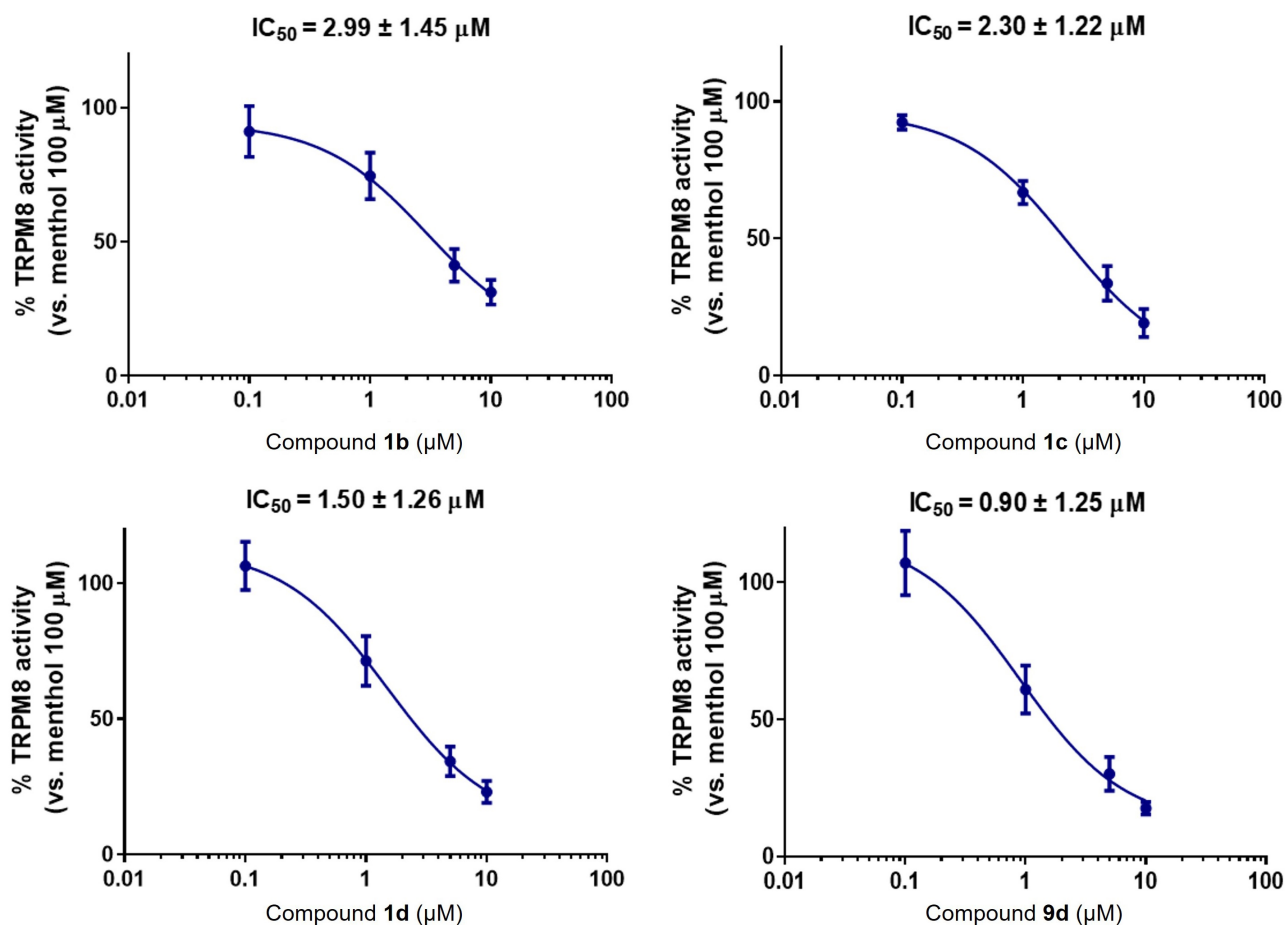 IC50 = 2.99 ± 1.45 μM
% TRPM8 activity
(vs. menthol 100 μM)
100
50
0
0.01 0.1 1 10 100
Compound 1b (μM)
IC50 = 2.30 ± 1.22 μM
% TRPM8 activity
(vs. menthol 100 μM)
100
50
0
0.01 0.1 1 10 100
Compound 1c (μM)
IC50 = 1.50 ± 1.26 μM
% TRPM8 activity
(vs. menthol 100 μM)
100
50
0
0.01 0.1 1 10 100
Compound 1d (μM)
IC50 = 0.90 ± 1.25 μM
% TRPM8 activity
(vs. menthol 100 μM)
100
50
0
0.01 0.1 1 10 100
Compound 9d (μM)